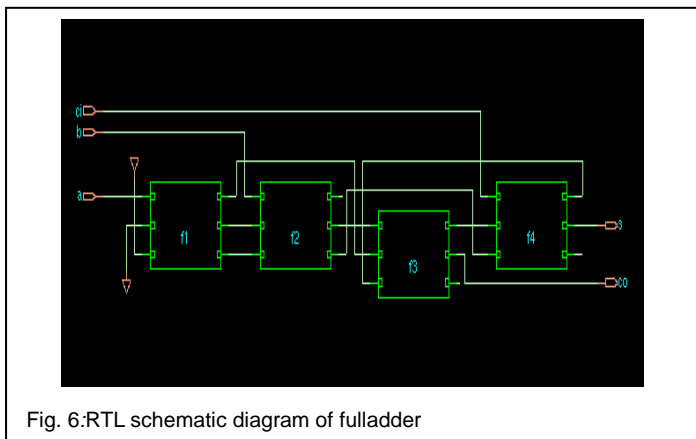 ci
b
a
f1
f2
f3
f4
s
co
Fig. 6:RTL schematic diagram of fulladder